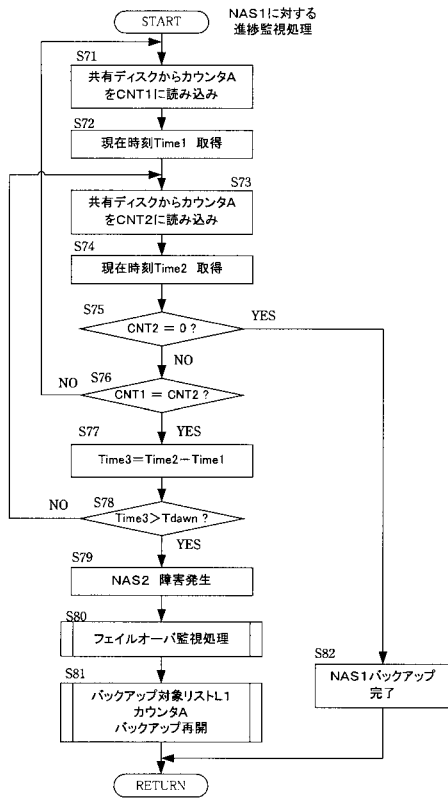 START
NAS1に対する
進捗監視処理
S71
共有ディスクからカウンタA
をCNT1に読み込み
S72
現在時刻Time1 取得
S73
共有ディスクからカウンタA
をCNT2に読み込み
S74
現在時刻Time2 取得
S75
CNT2 = 0 ?
YES
NO
S76
NO
CNT1 = CNT2 ?
YES
S77
Time3=Time2-Time1
S78
NO
Time3>Tdawn ?
YES
S79
NAS2 障害発生
S80
フェイルオーバ監視処理
S81
バックアップ対象リストL1
カウンタA
バックアップ再開
S82
NAS1バックアップ
完了
RETURN